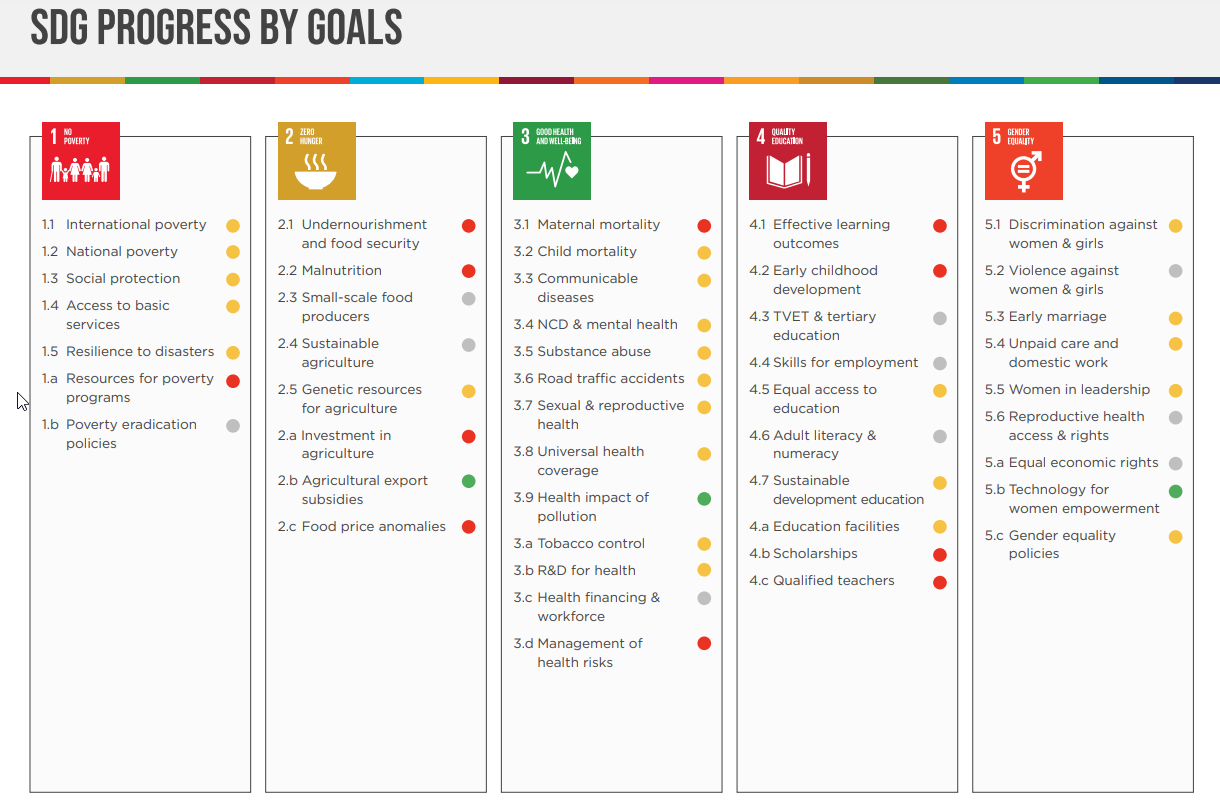 SDG PROGRESS BY GOALS
1 NO
POVERTY
1.1 International poverty
1.2 National poverty
1.3 Social protection
1.4 Access to basic
services
1.5 Resilience to disasters
1.a Resources for poverty
programs
1.b Poverty eradication
policies
2 ZERO
HUNGER
2.1 Undernourishment
and food security
2.2 Malnutrition
2.3 Small-scale food
producers
2.4 Sustainable
agriculture
2.5 Genetic resources
for agriculture
2.a Investment in
agriculture
2.b Agricultural export
subsidies
2.c Food price anomalies
3 GOOD HEALTH
AND WELL-BEING
3.1 Maternal mortality
3.2 Child mortality
3.3 Communicable
diseases
3.4 NCD & mental health
3.5 Substance abuse
3.6 Road traffic accidents
3.7 Sexual & reproductive
health
3.8 Universal health
coverage
3.9 Health impact of
pollution
3.a Tobacco control
3.b R&D for health
3.c Health financing &
workforce
3.d Management of
health risks
4 QUALITY
EDUCATION
4.1 Effective learning
outcomes
4.2 Early childhood
development
4.3 TVET & tertiary
education
4.4 Skills for employment
4.5 Equal access to
education
4.6 Adult literacy &
numeracy
4.7 Sustainable
development education
4.a Education facilities
4.b Scholarships
4.c Qualified teachers
5 GENDER
EQUALITY
5.1 Discrimination against
women & girls
5.2 Violence against
women & girls
5.3 Early marriage
5.4 Unpaid care and
domestic work
5.5 Women in leadership
5.6 Reproductive health
access & rights
5.a Equal economic rights
5.b Technology for
women empowerment
5.c Gender equality
policies